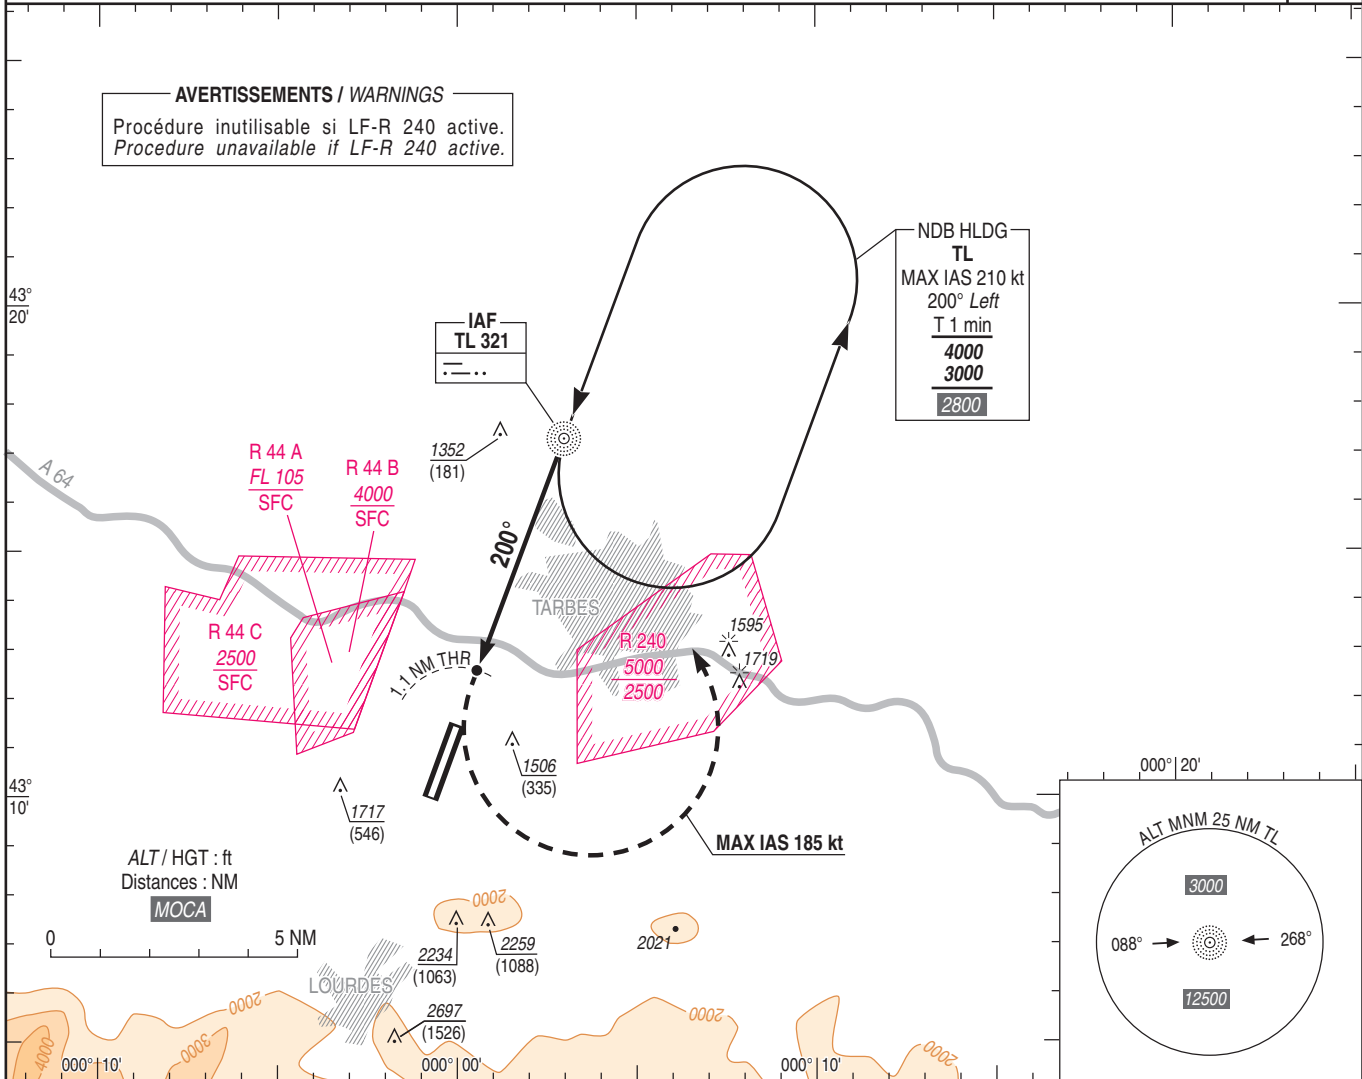 AVERTISSEMENTS / WARNINGS
Procédure inutilisable si LF-R 240 active.
Procedure unavailable if LF-R 240 active.
NDB HLDG
TL
MAX IAS 210 kt
200° Left
T 1 min
4000
3000
2800
43°
20'
IAF
TL 321
1352
(181)
A 64
R 44 A
FL 105
SFC
R 44 B
4000
SFC
200°
TARBES
R 44 C
2500
SFC
R 240
5000
2500
1595
1719
1.1 NM THR
1506
(335)
43°
10'
1717
(546)
MAX IAS 185 kt
000° 20'
ALT MNM 25 NM TL
3000
088°
268°
12500
ALT / HGT : ft
Distances : NM
MOCA
0
5 NM
2000
2234
(1063)
2259
(1088)
2021
LOURDES
2697
(1526)
2000
3000
4000
2000
2000
000° 10'
000° 00'
000° 10'